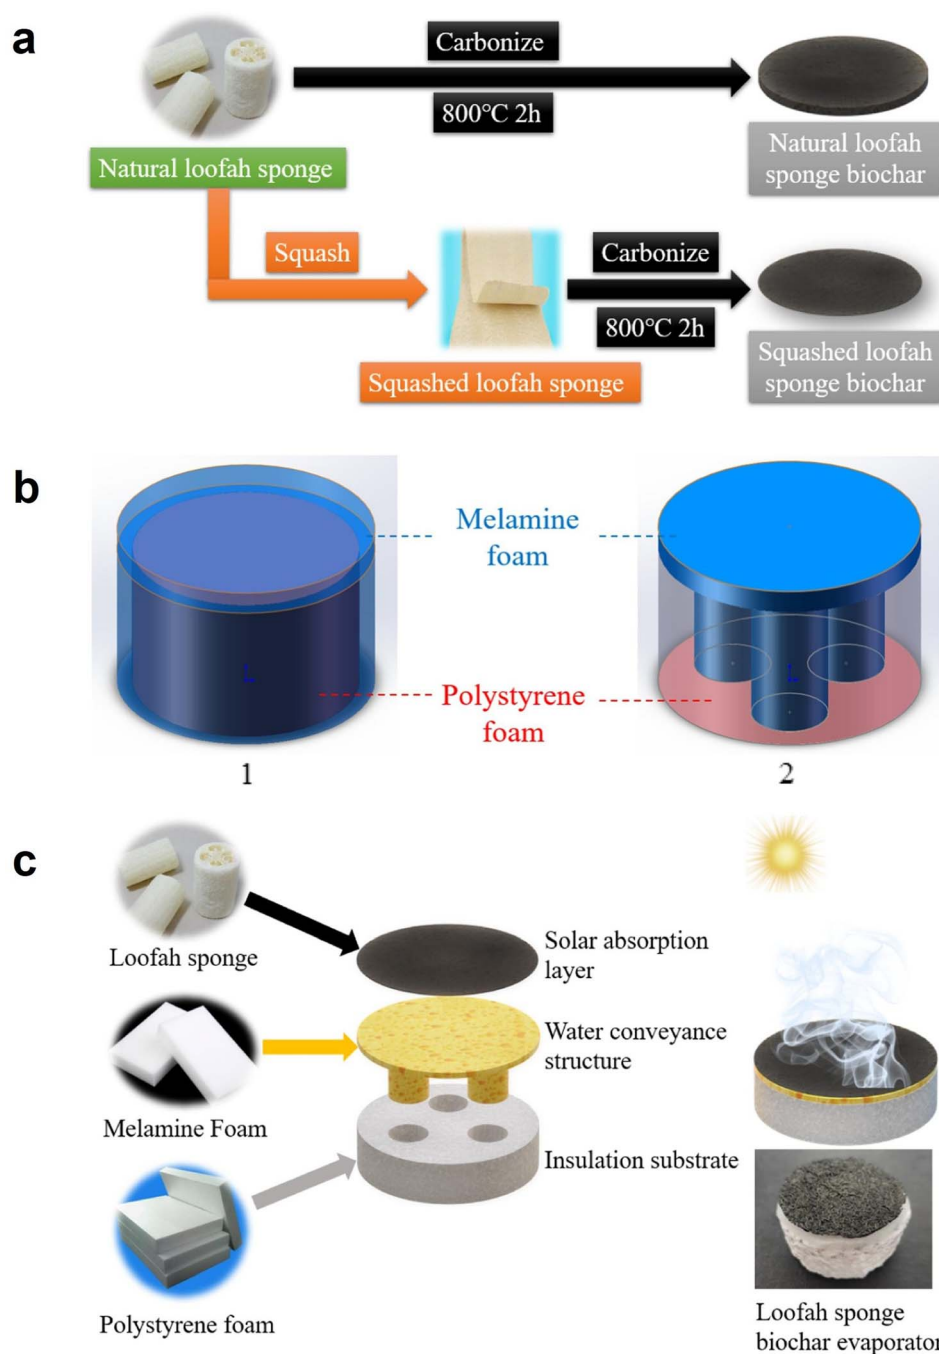 a
Carbonize
800℃ 2h
Natural loofah sponge
Natural loofah
sponge biochar
Squash
Carbonize
800℃ 2h
Squashed loofah sponge
Squashed loofah
sponge biochar
b
Melamine
foam
Polystyrene
foam
1
2
c
Loofah sponge
Solar absorption
layer
Water conveyance
structure
Melamine Foam
Insulation substrate
Polystyrene foam
Loofah sponge
biochar evaporator